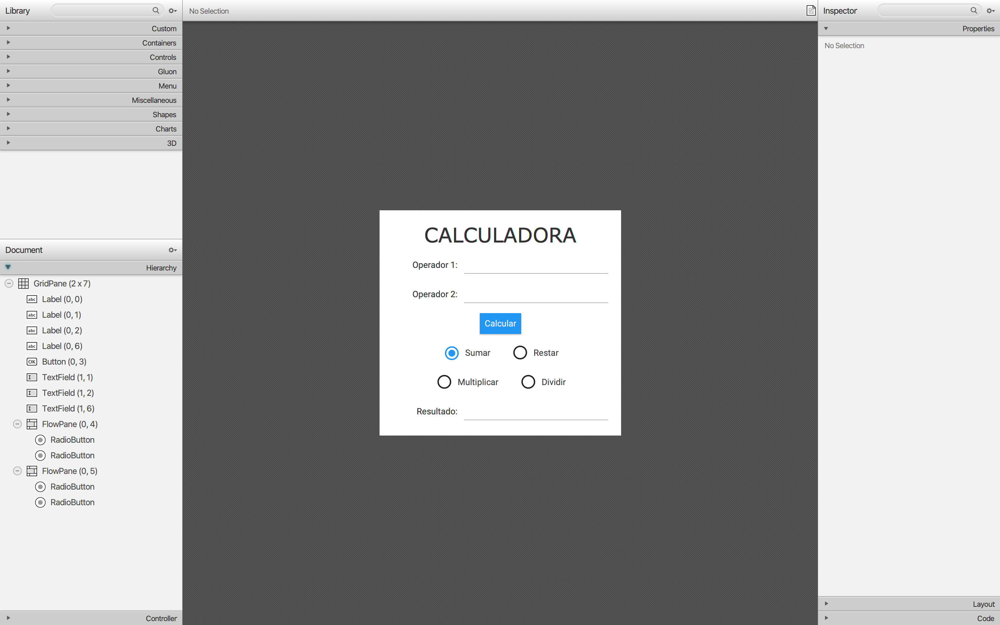 Library
Custom
Containers
Controls
Gluon
Menu
Miscellaneous
Shapes
Charts
3D
Document
Hierarchy
GridPane (2 x 7)
abc Label (0, 0)
abc Label (0, 1)
abc Label (0, 2)
abc Label (0, 6)
OK Button (0, 3)
TextField (1, 1)
TextField (1, 2)
TextField (1, 6)
FlowPane (0, 4)
RadioButton
RadioButton
FlowPane (0, 5)
RadioButton
RadioButton
Controller
No Selection
CALCULADORA
Operador 1:
Operador 2:
Calcular
Sumar Restar
Multiplicar Dividir
Resultado:
Inspector
Properties
No Selection
Layout
Code